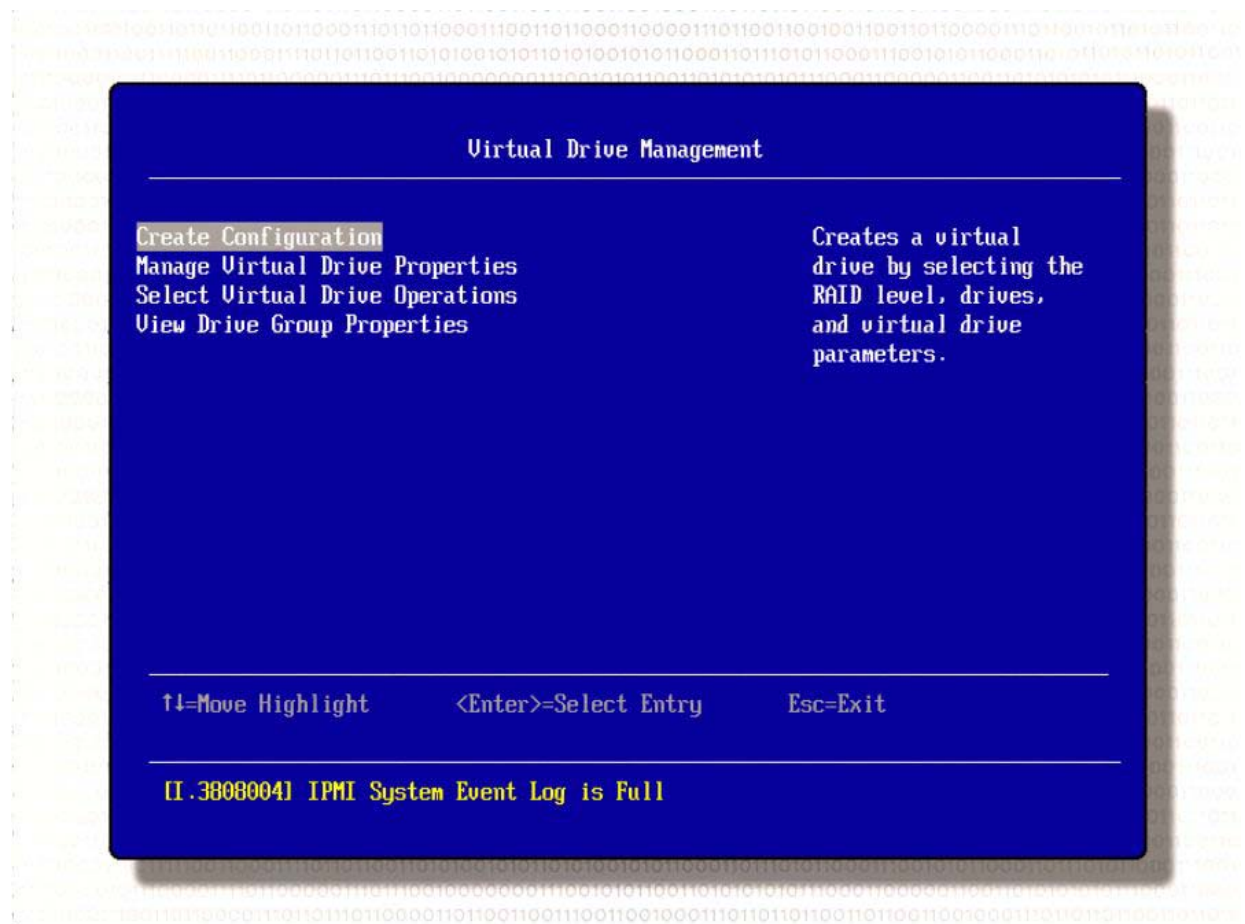 Virtual Drive Management
Create Configuration
Manage Virtual Drive Properties
Select Virtual Drive Operations
View Drive Group Properties
Creates a virtual
drive by selecting the
RAID level, drives,
and virtual drive
parameters.
↑↓=Move Highlight <Enter>=Select Entry Esc=Exit
[I.3808004] IPMI System Event Log is Full